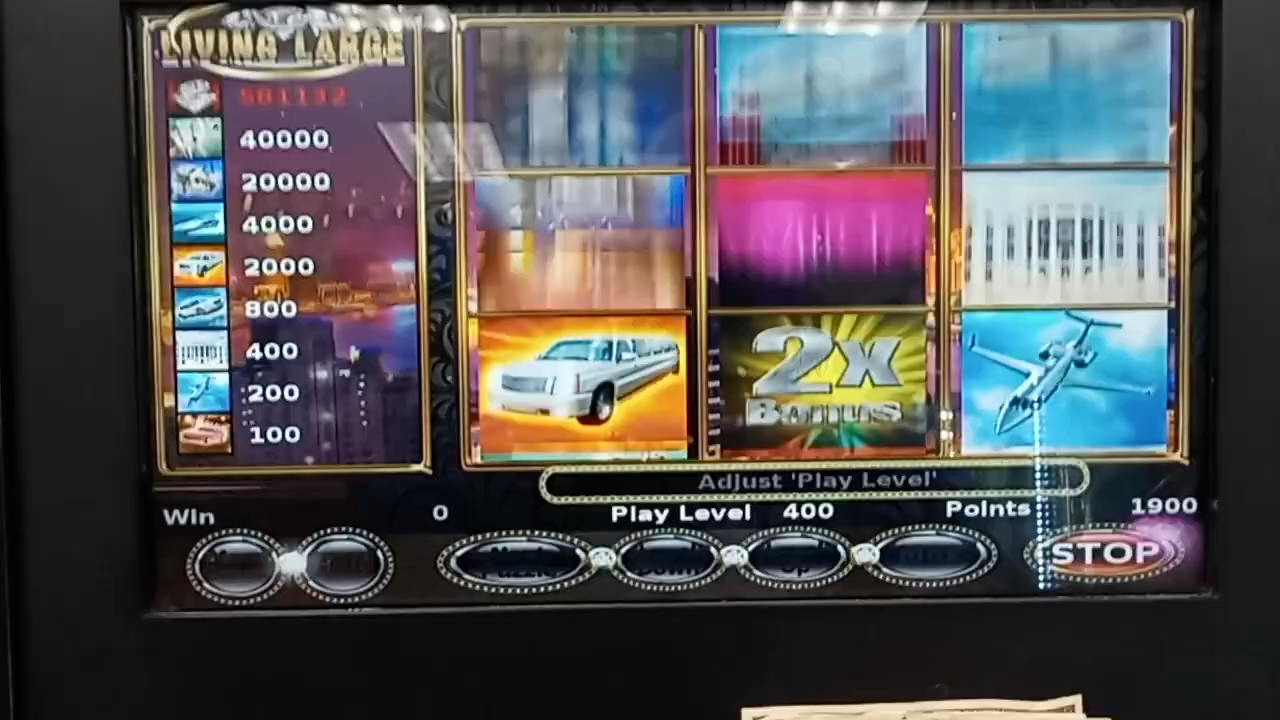 LIVING LARGE
581132
40000
20000
4000
2000
800
400
200
100
2x
Bonus
Adjust 'Play Level'
Win 0 Play Level 400 Points 1900
STOP